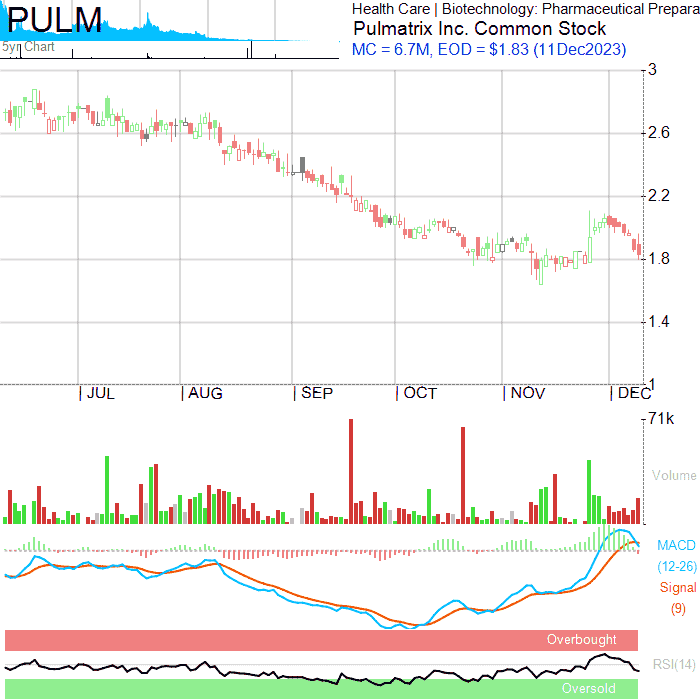 PULM
5yr Chart
Health Care | Biotechnology: Pharmaceutical Prepara
Pulmatrix Inc. Common Stock
MC = 6.7M, EOD = $1.83 (11Dec2023)
3
2.6
2.2
1.8
1.4
1
JUL
AUG
SEP
OCT
NOV
DEC
71k
Volume
MACD
(12-26)
Signal
(9)
Overbought
RSI(14)
Oversold